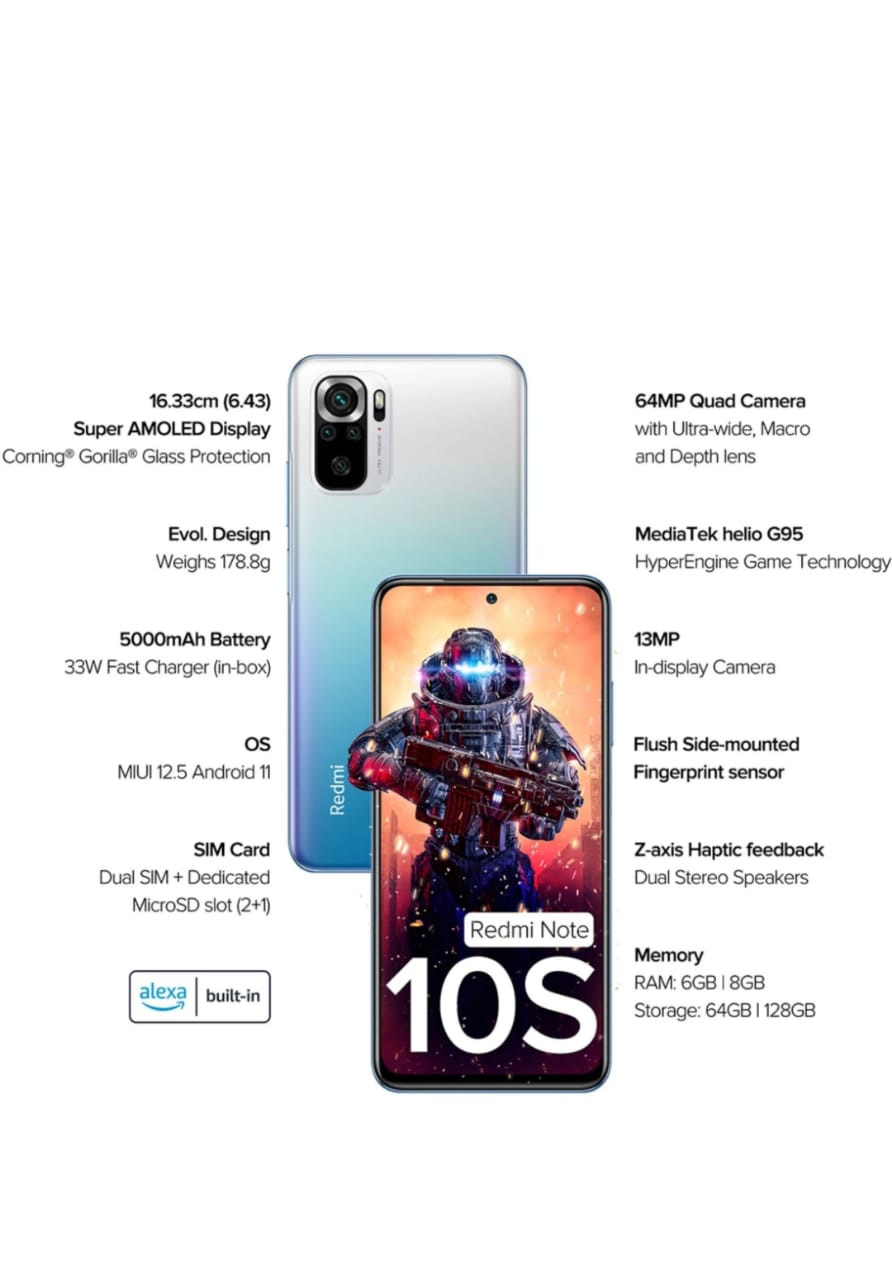 16.33cm (6.43)
Super AMOLED Display
Corning® Gorilla® Glass Protection
Evol. Design
Weighs 178.8g
5000mAh Battery
33W Fast Charger (in-box)
OS
MIUI 12.5 Android 11
SIM Card
Dual SIM + Dedicated
MicroSD slot (2+1)
alexa built-in
Redmi
Redmi Note
10S
64MP Quad Camera
with Ultra-wide, Macro
and Depth lens
MediaTek helio G95
HyperEngine Game Technology
13MP
In-display Camera
Flush Side-mounted
Fingerprint sensor
Z-axis Haptic feedback
Dual Stereo Speakers
Memory
RAM: 6GB | 8GB
Storage: 64GB | 128GB